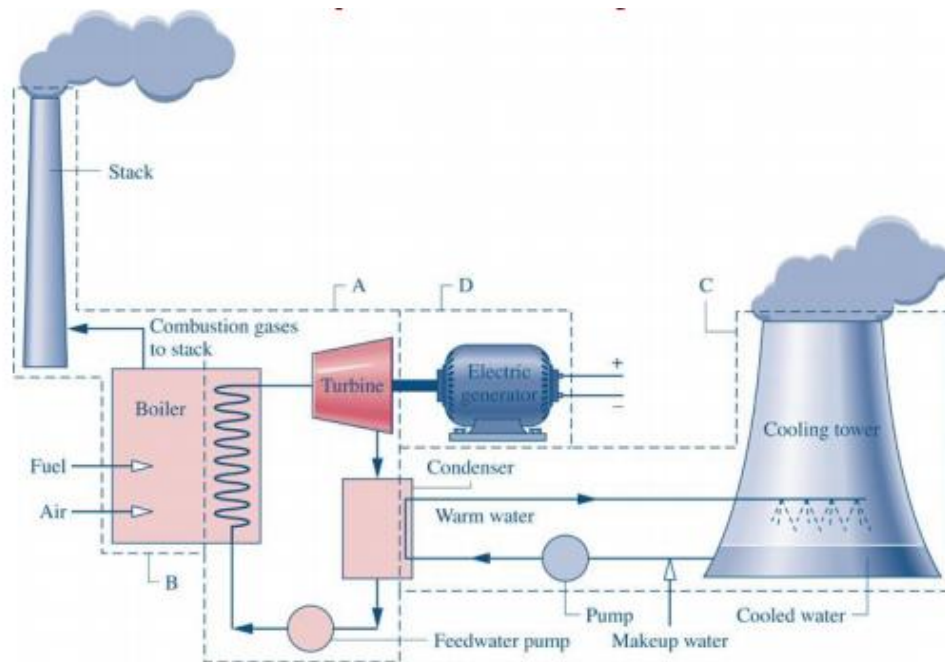 Stack
A
D
C
Combustion gases
to stack
Turbine
Electric
generator
+
−
Boiler
Cooling tower
Fuel
Condenser
Air
Warm water
B
Pump
Cooled water
Feedwater pump
Makeup water